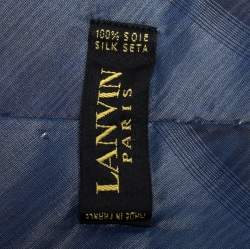 100% SOIE
SILK SETA
LANVIN
PARIS